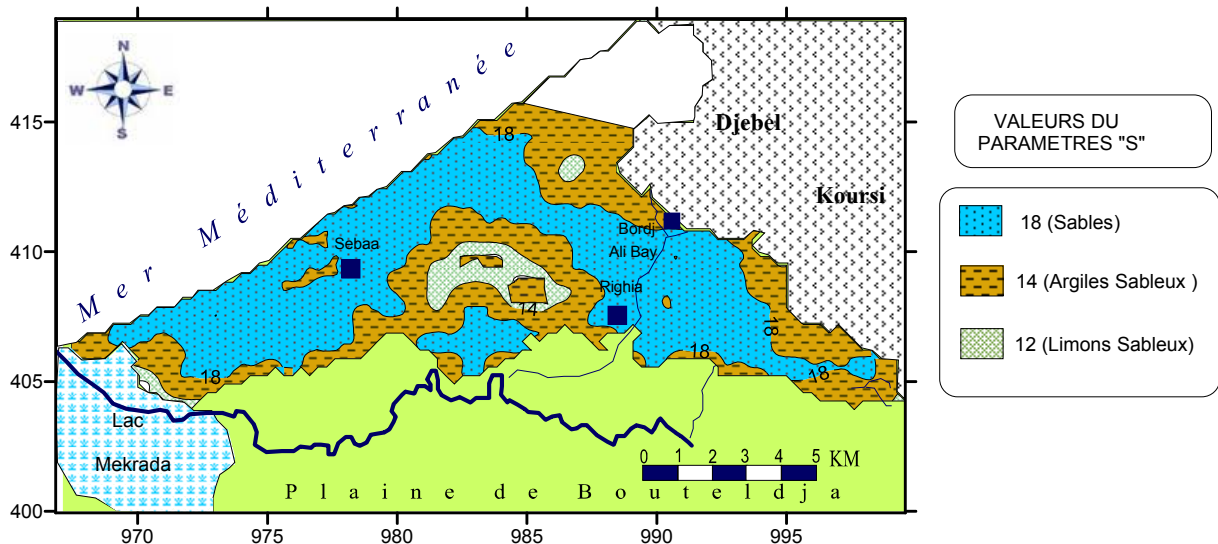 N
W E
S
Mer Méditerranée
415
410
405
400
970
975
980
985
990
995
Djebel
Koursi
18
Bordj
Ali Bay
Sebaa
Righia
14
18
18
18
18
Lac
Mekrada
0 1 2 3 4 5 KM
Plaine de Bouteldja
VALEURS DU
PARAMETRES "S"
18 (Sables)
14 (Argiles Sableux )
12 (Limons Sableux)